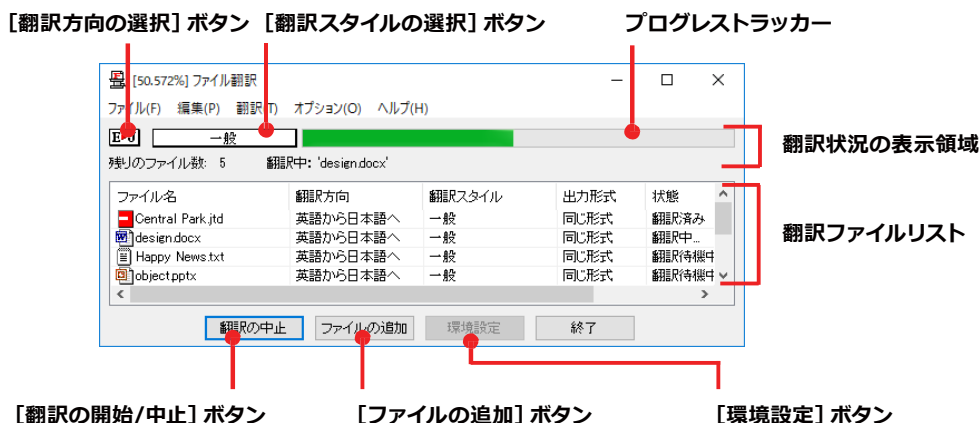 [翻訳方向の選択] ボタン [翻訳スタイルの選択] ボタン プログレストラッカー
[50.572%] ファイル翻訳
ファイル(F) 編集(P) 翻訳(T) オプション(O) ヘルプ(H)
一般
翻訳状況の表示領域
残りのファイル数: 5 翻訳中: 'design.docx'
ファイル名 翻訳方向 翻訳スタイル 出力形式 状態
Central Park.jtd 英語から日本語へ 一般 同じ形式 翻訳済み
翻訳ファイルリスト
design.docx 英語から日本語へ 一般 同じ形式 翻訳中...
Happy News.txt 英語から日本語へ 一般 同じ形式 翻訳待機中
object.pptx 英語から日本語へ 一般 同じ形式 翻訳待機中
翻訳の中止 ファイルの追加 環境設定 終了
[翻訳の開始/中止] ボタン [ファイルの追加] ボタン [環境設定] ボタン